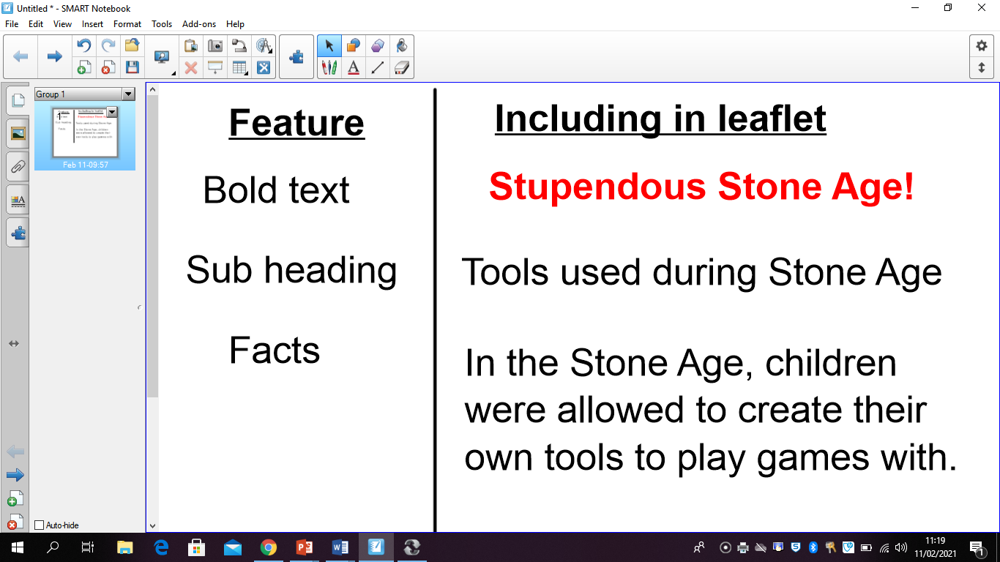 Untitled * - SMART Notebook
File Edit View Insert Format Tools Add-ons Help
Group 1
Feb 11-09:57
Auto-hide
Feature
Including in leaflet
Bold text
Stupendous Stone Age!
Sub heading
Tools used during Stone Age
Facts
In the Stone Age, children
were allowed to create their
own tools to play games with.
11:19
11/02/2021
1